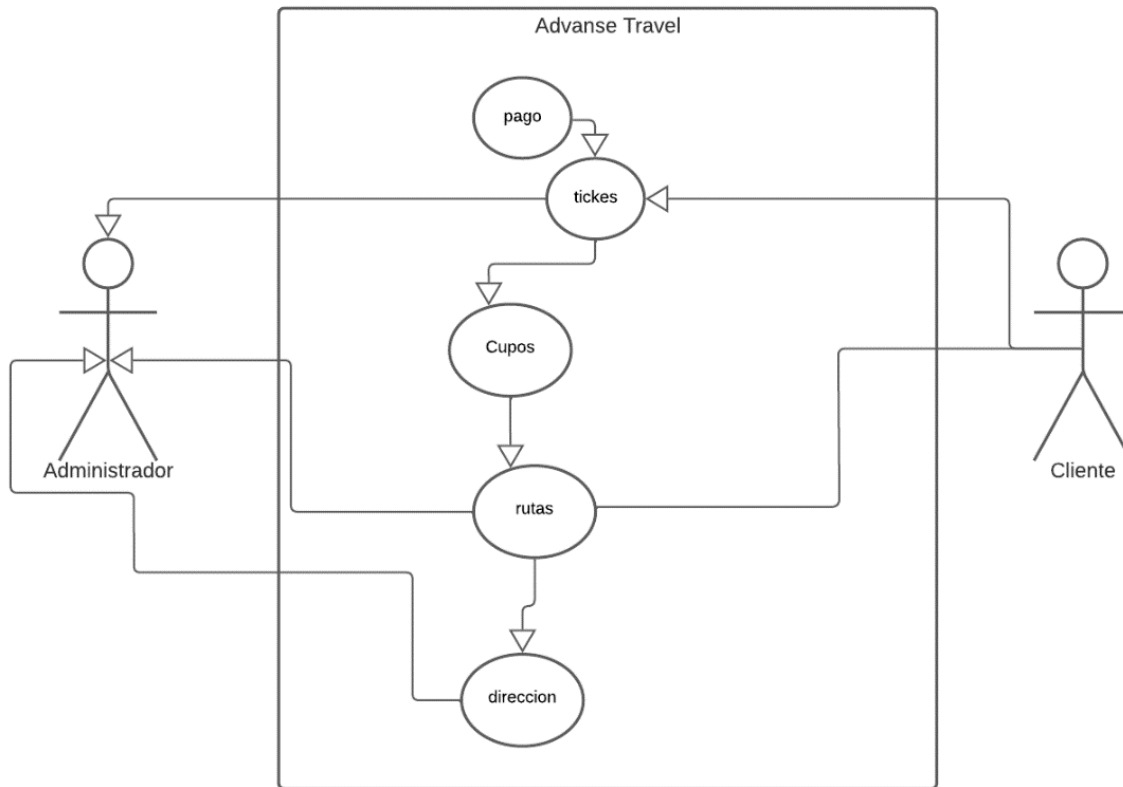 Advanse Travel
pago
tickes
Cupos
Administrador
Cliente
rutas
direccion